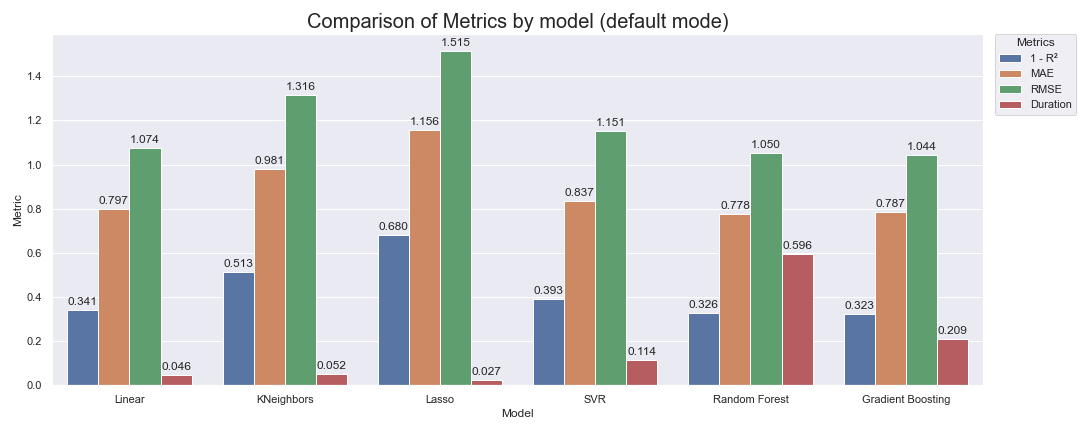 Comparison of Metrics by model (default mode)
Metrics
1 - R²
MAE
RMSE
Duration
Metric
1.4
1.2
1.0
0.8
0.6
0.4
0.2
0.0
0.341
0.797
1.074
0.046
0.513
0.981
1.316
0.052
0.680
1.156
1.515
0.027
0.393
0.837
1.151
0.114
0.326
0.778
1.050
0.596
0.323
0.787
1.044
0.209
Linear
KNeighbors
Lasso
SVR
Random Forest
Gradient Boosting
Model